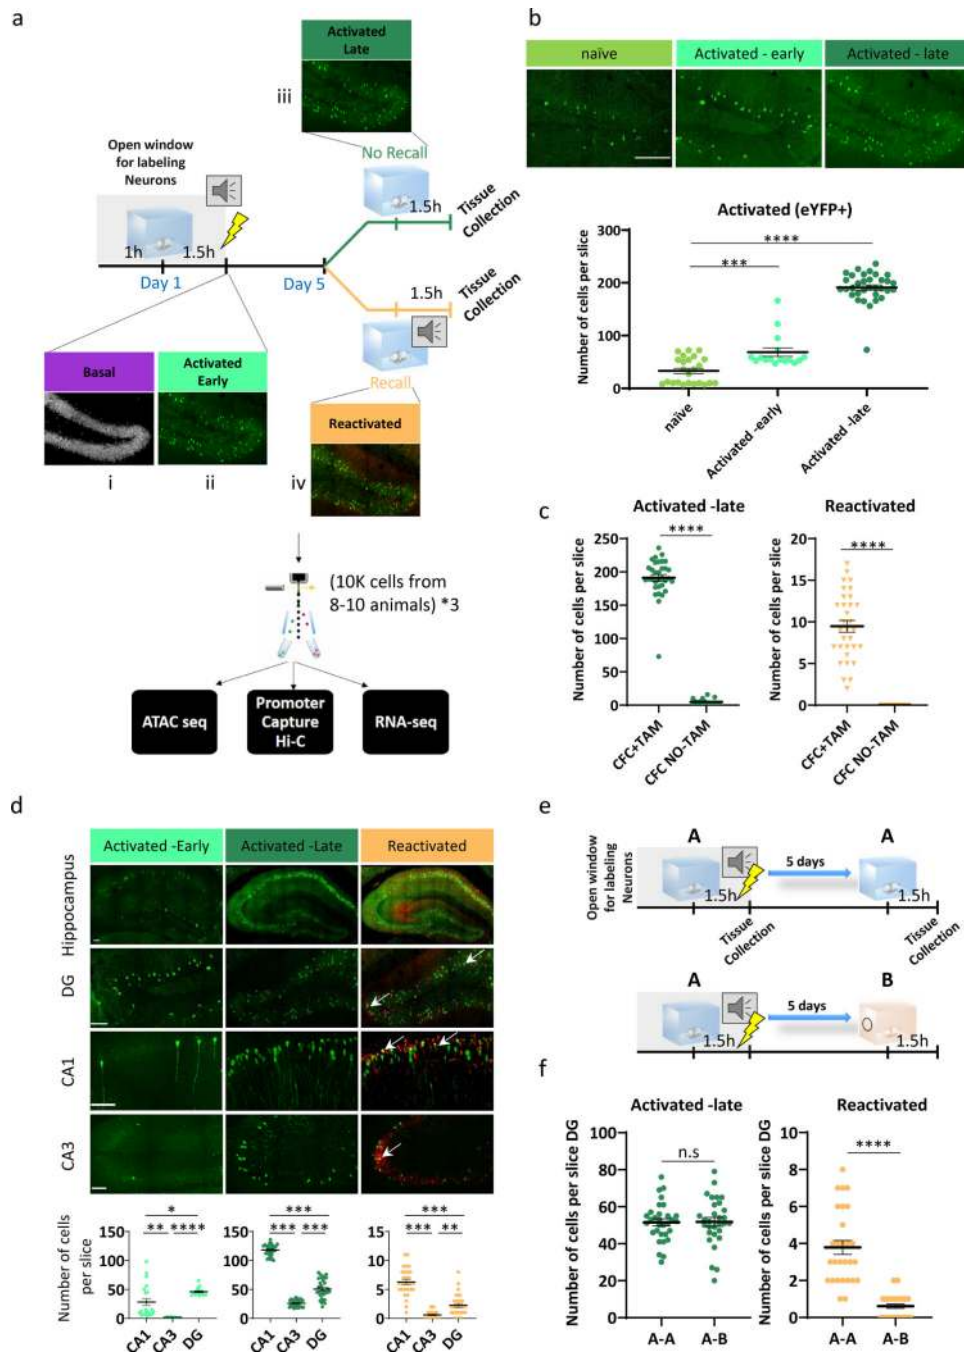 a
Activated
Late
iii
Open window
for labeling
Neurons
No Recall
1h
1.5h
1.5h
Tissue
Collection
Day 1
Day 5
1.5h
Tissue
Collection
Recall
Basal
Activated
Early
Reactivated
i
ii
iv
(10K cells from
8-10 animals) *3
ATAC seq
Promoter
Capture
Hi-C
RNA-seq
b
naïve
Activated - early
Activated - late
Activated (eYFP+)
Number of cells per slice
300
200
100
0
****
***
naïve
Activated -early
Activated -late
c
Activated -late
Number of cells per slice
250
200
150
100
50
0
****
CFC+TAM
CFC NO-TAM
Reactivated
Number of cells per slice
20
15
10
5
0
****
CFC+TAM
CFC NO-TAM
d
Activated -Early
Activated -Late
Reactivated
Hippocampus
DG
CA1
CA3
Number of cells
per slice
150
100
50
0
*
**
****
CA1
CA3
DG
150
100
50
0
***
***
***
CA1
CA3
DG
15
10
5
0
***
***
**
CA1
CA3
DG
e
Open window
for labeling
Neurons
A
A
5 days
1.5h
1.5h
Tissue
Collection
Tissue
Collection
A
B
5 days
1.5h
1.5h
f
Activated -late
Number of cells per slice DG
100
80
60
40
20
0
n.s
A-A
A-B
Reactivated
Number of cells per slice DG
10
8
6
4
2
0
****
A-A
A-B